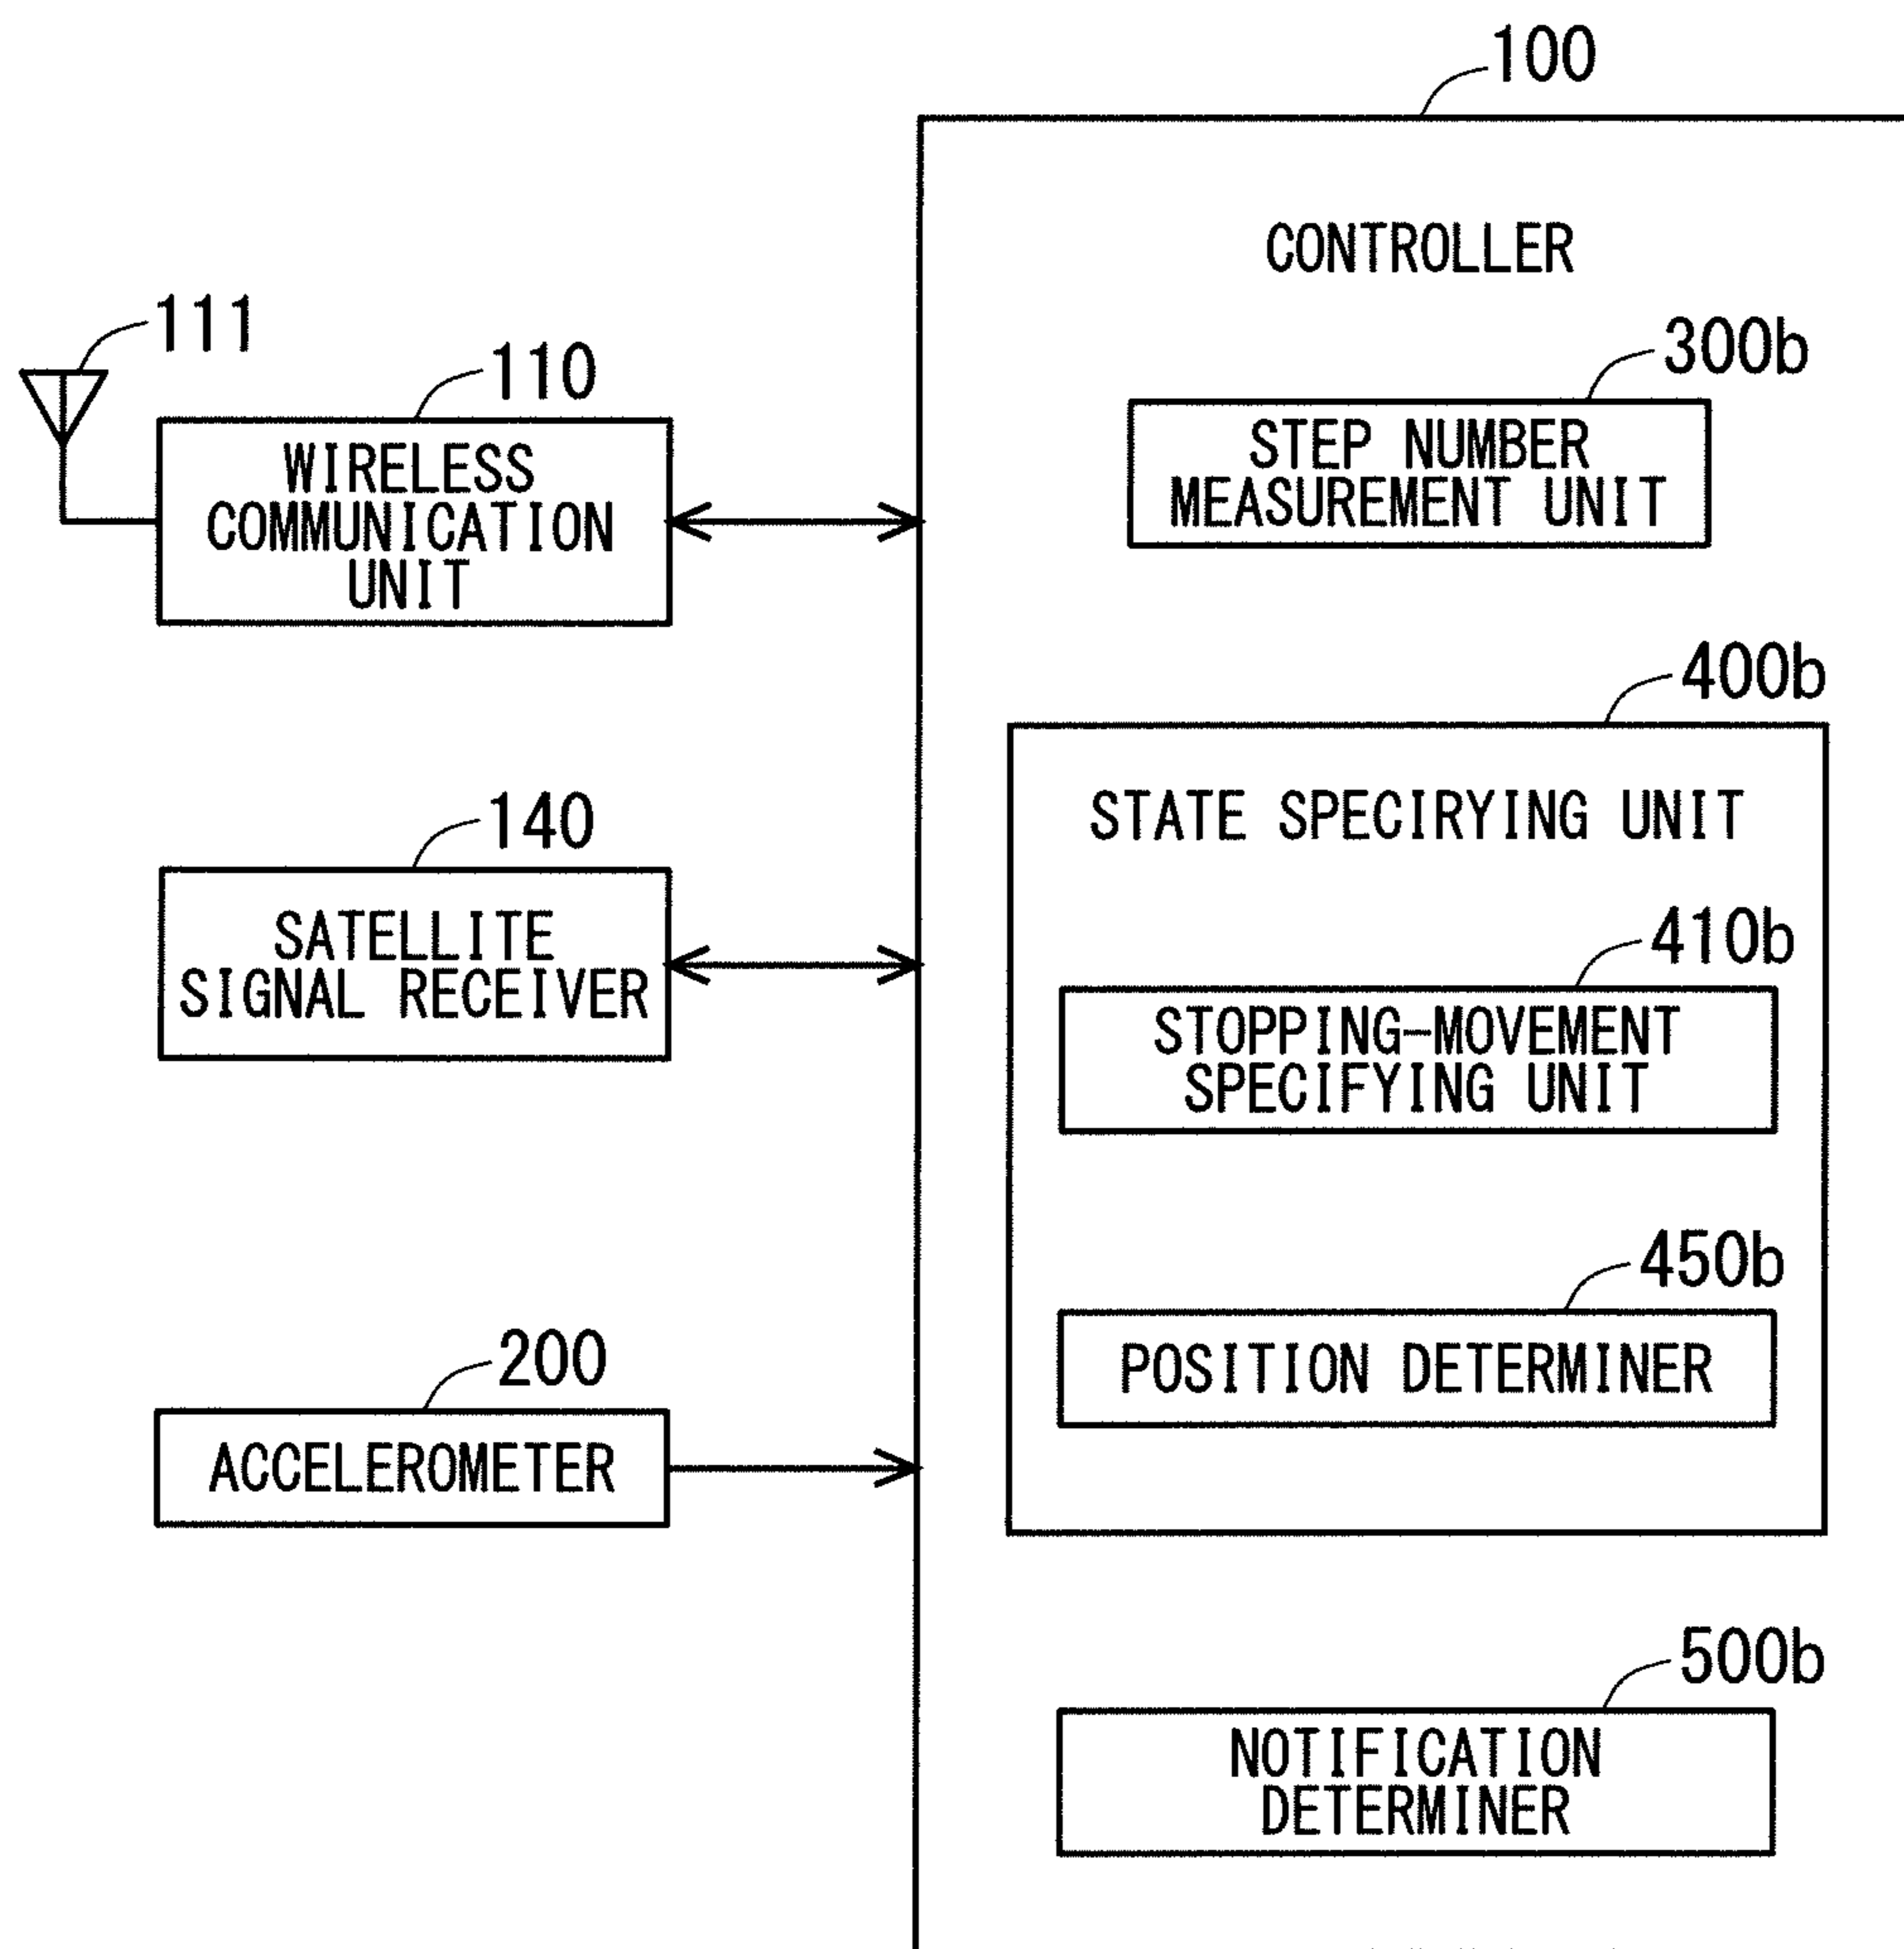 100
CONTROLLER
111
110
WIRELESS
COMMUNICATION
UNIT
300b
STEP NUMBER
MEASUREMENT UNIT
400b
STATE SPECIRYING UNIT
140
SATELLITE
SIGNAL RECEIVER
410b
STOPPING-MOVEMENT
SPECIFYING UNIT
450b
POSITION DETERMINER
200
ACCELEROMETER
500b
NOTIFICATION
DETERMINER